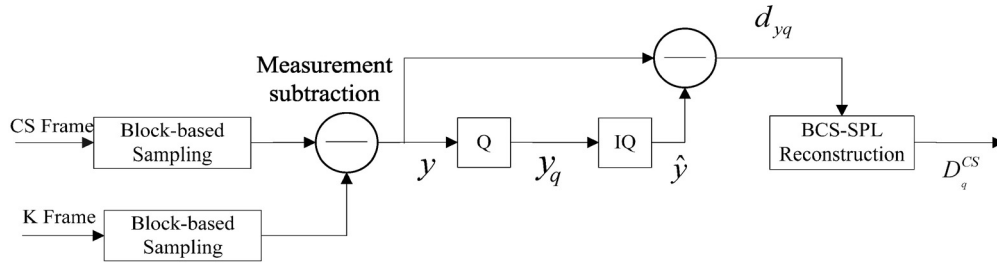 d_yq
Measurement
subtraction
CS Frame
Block-based
Sampling
Q
IQ
BCS-SPL
Reconstruction
y
y_q
ŷ
D_q^CS
K Frame
Block-based
Sampling